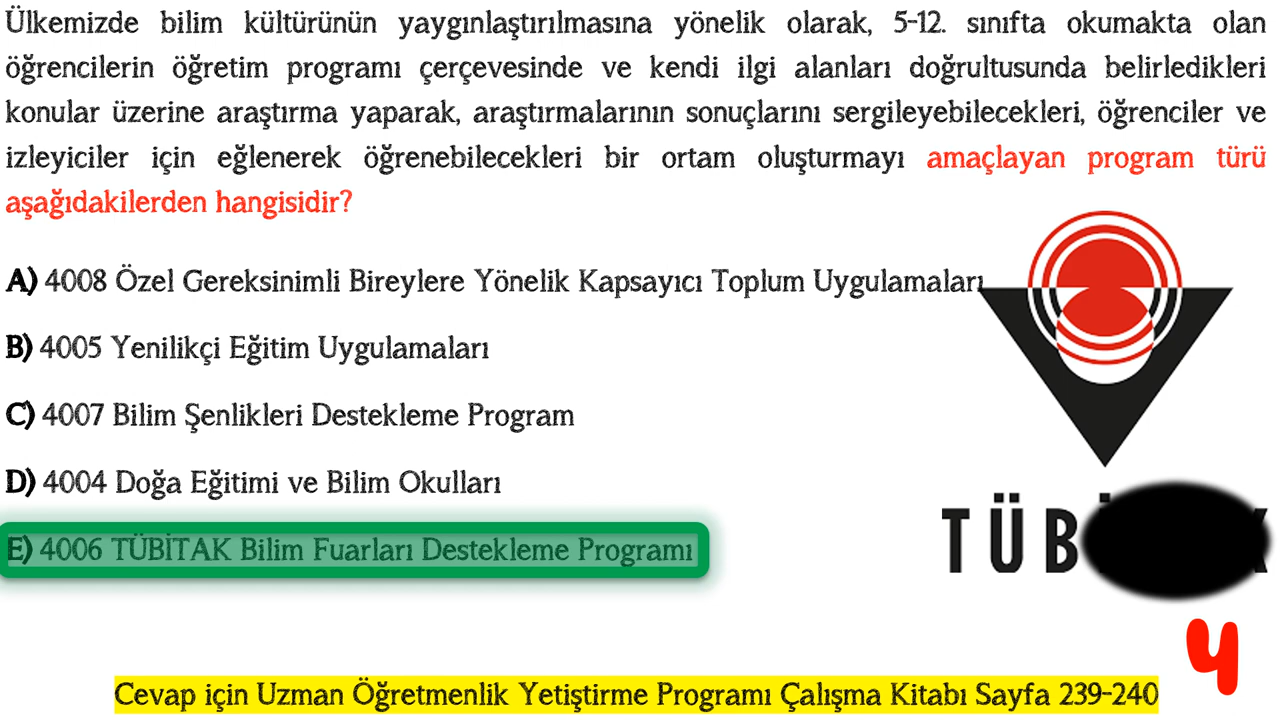 Ülkemizde bilim kültürünün yaygınlaştırılmasına yönelik olarak, 5-12. sınıfta okumakta olan
öğrencilerin öğretim programı çerçevesinde ve kendi ilgi alanları doğrultusunda belirledikleri
konular üzerine araştırma yaparak, araştırmalarının sonuçlarını sergileyebilecekleri, öğrenciler ve
izleyiciler için eğlenerek öğrenebilecekleri bir ortam oluşturmayı amaçlayan program türü
aşağıdakilerden hangisidir?
A) 4008 Özel Gereksinimli Bireylere Yönelik Kapsayıcı Toplum Uygulamaları
B) 4005 Yenilikçi Eğitim Uygulamaları
C) 4007 Bilim Şenlikleri Destekleme Program
D) 4004 Doğa Eğitimi ve Bilim Okulları
E) 4006 TÜBİTAK Bilim Fuarları Destekleme Programı
4
Cevap için Uzman Öğretmenlik Yetiştirme Programı Çalışma Kitabı Sayfa 239-240